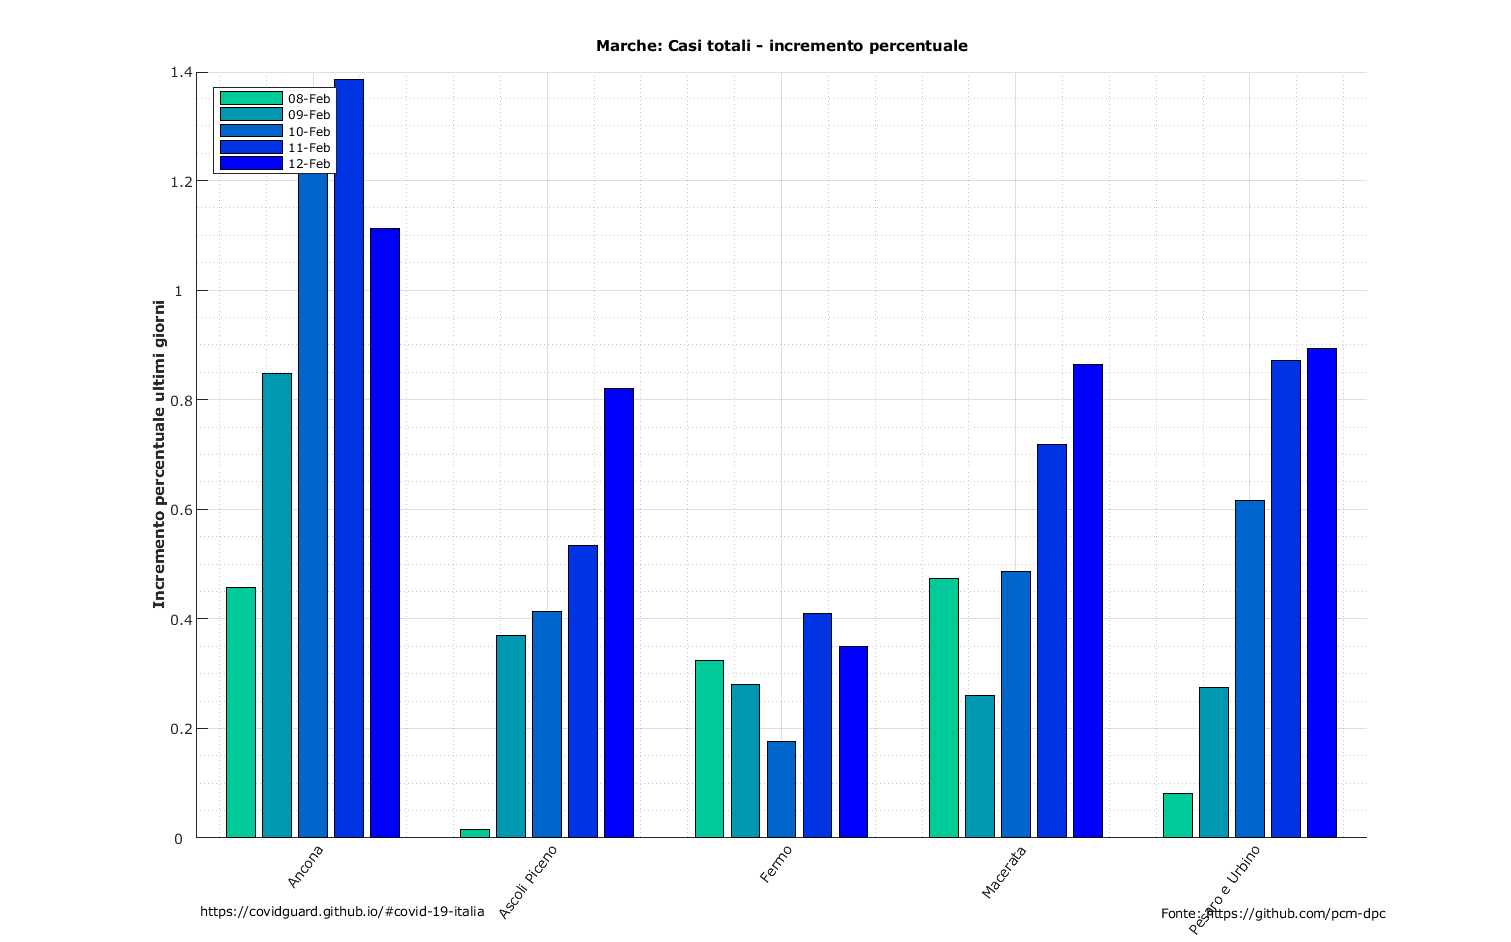 Marche: Casi totali - incremento percentuale
1.4
1.2
1
0.8
0.6
0.4
0.2
0
Incremento percentuale ultimi giorni
08-Feb
09-Feb
10-Feb
11-Feb
12-Feb
Ancona
Ascoli Piceno
Fermo
Macerata
Pesaro e Urbino
https://covidguard.github.io/#covid-19-italia
Fonte: https://github.com/pcm-dpc